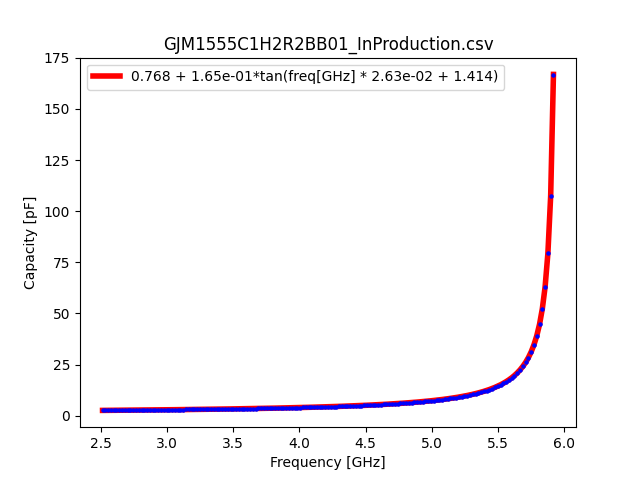 GJM1555C1H2R2BB01_InProduction.csv
0.768 + 1.65e-01*tan(freq[GHz] * 2.63e-02 + 1.414)
175
150
125
100
75
50
25
0
Capacity [pF]
2.5 3.0 3.5 4.0 4.5 5.0 5.5 6.0
Frequency [GHz]